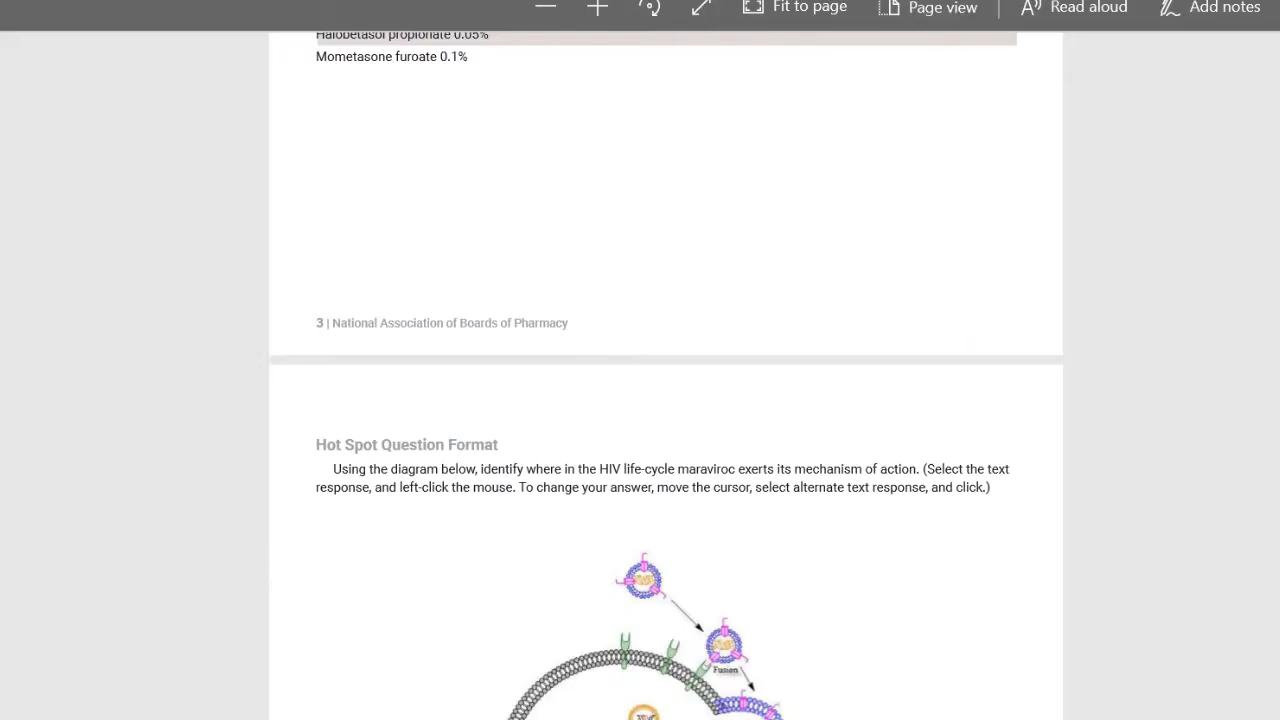 Fit to page
Page view
Read aloud
Add notes
Halobetasol propionate 0.05%
Mometasone furoate 0.1%
3 | National Association of Boards of Pharmacy
Hot Spot Question Format
Using the diagram below, identify where in the HIV life-cycle maraviroc exerts its mechanism of action. (Select the text
response, and left-click the mouse. To change your answer, move the cursor, select alternate text response, and click.)
Fusion